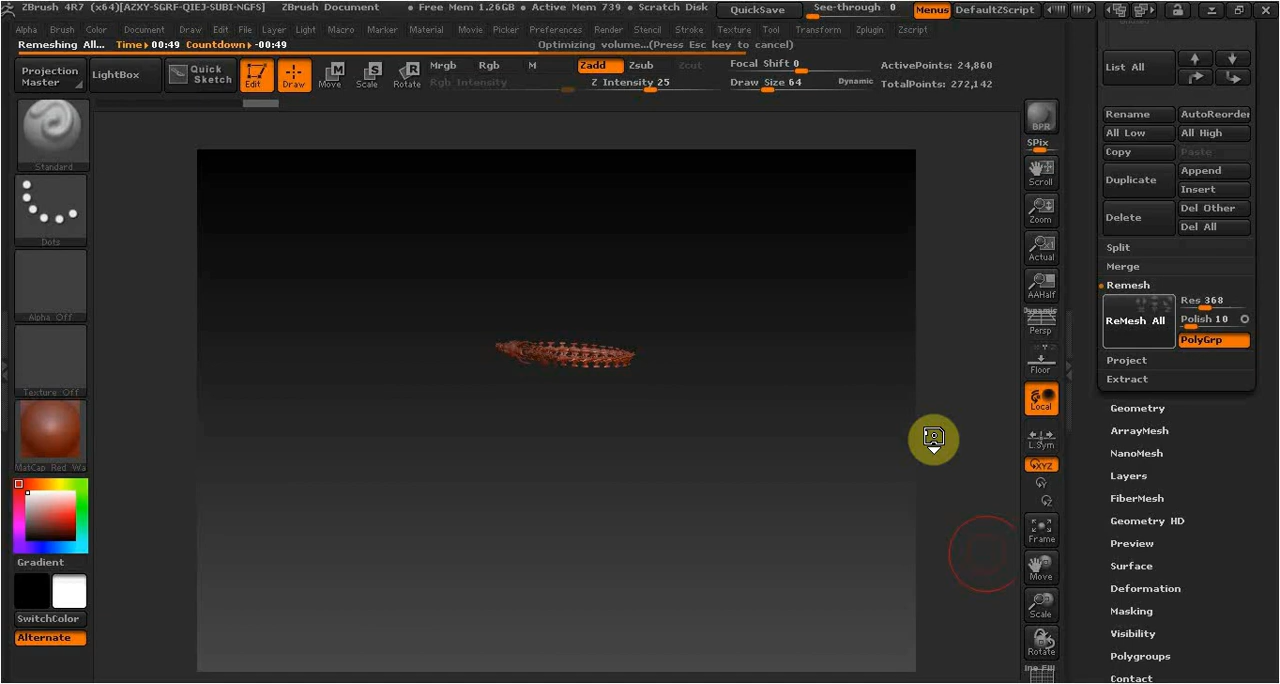 ZBrush 4R7 (x64)[AZXY-SGRF-QIEJ-SUBI-NGFS] ZBrush Document • Free Mem 1.26GB • Active Mem 739 • Scratch Disk QuickSave See-through 0 Menus DefaultZScript
Alpha Brush Color Document Draw Edit File Layer Light Macro Marker Material Movie Picker Preferences Render Stencil Stroke Texture Tool Transform Zplugin Zscript
Remeshing All... Time▸00:49 Countdown▸-00:49 Optimizing volume...(Press Esc key to cancel)
Projection Master
LightBox
Quick Sketch
Edit
Draw
Move
Scale
Rotate
Mrgb Rgb M
Rgb Intensity
Zadd Zsub Zcut
Z Intensity 25
Focal Shift 0
Draw Size 64 Dynamic
ActivePoints: 24,860
TotalPoints: 272,142
Standard
Dots
Alpha Off
Texture Off
MatCap Red Wa
Gradient
SwitchColor
Alternate
BPR
SPix
Scroll
Zoom
Actual
AAHalf
Dynamic
Persp
Floor
Local
L.Sym
XYZ
Y
Z
Frame
Move
Scale
Rotate
Line Fill
List All
Rename AutoReorder
All Low All High
Copy Paste
Duplicate Append
Insert
Delete Del Other
Del All
Split
Merge
Remesh
ReMesh All Res 368
Polish 10
PolyGrp
Project
Extract
Geometry
ArrayMesh
NanoMesh
Layers
FiberMesh
Geometry HD
Preview
Surface
Deformation
Masking
Visibility
Polygroups
Contact